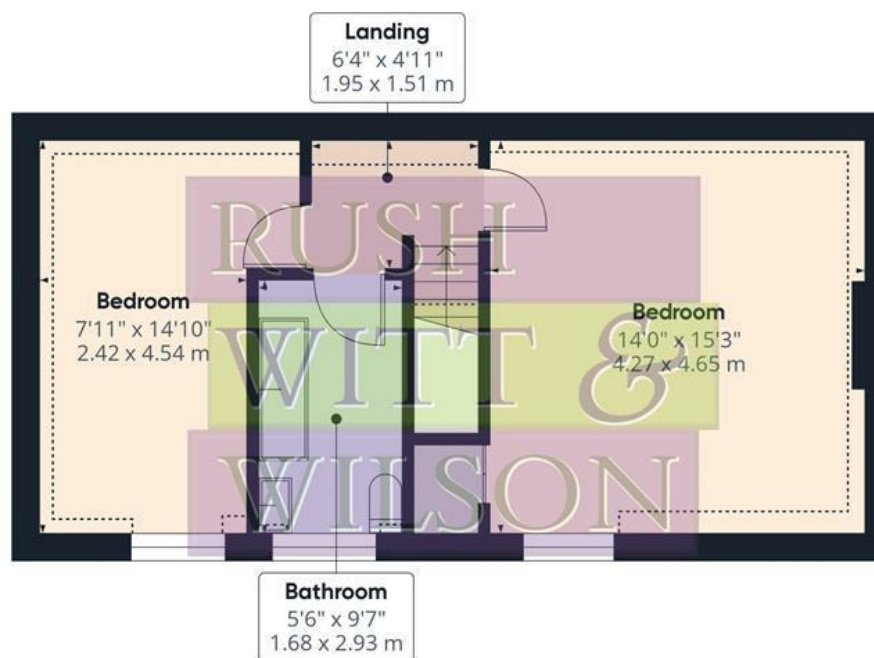 Landing
6'4" x 4'11"
1.95 x 1.51 m
RUSH
WITT &
WILSON
Bedroom
7'11" x 14'10"
2.42 x 4.54 m
Bedroom
14'0" x 15'3"
4.27 x 4.65 m
Bathroom
5'6" x 9'7"
1.68 x 2.93 m